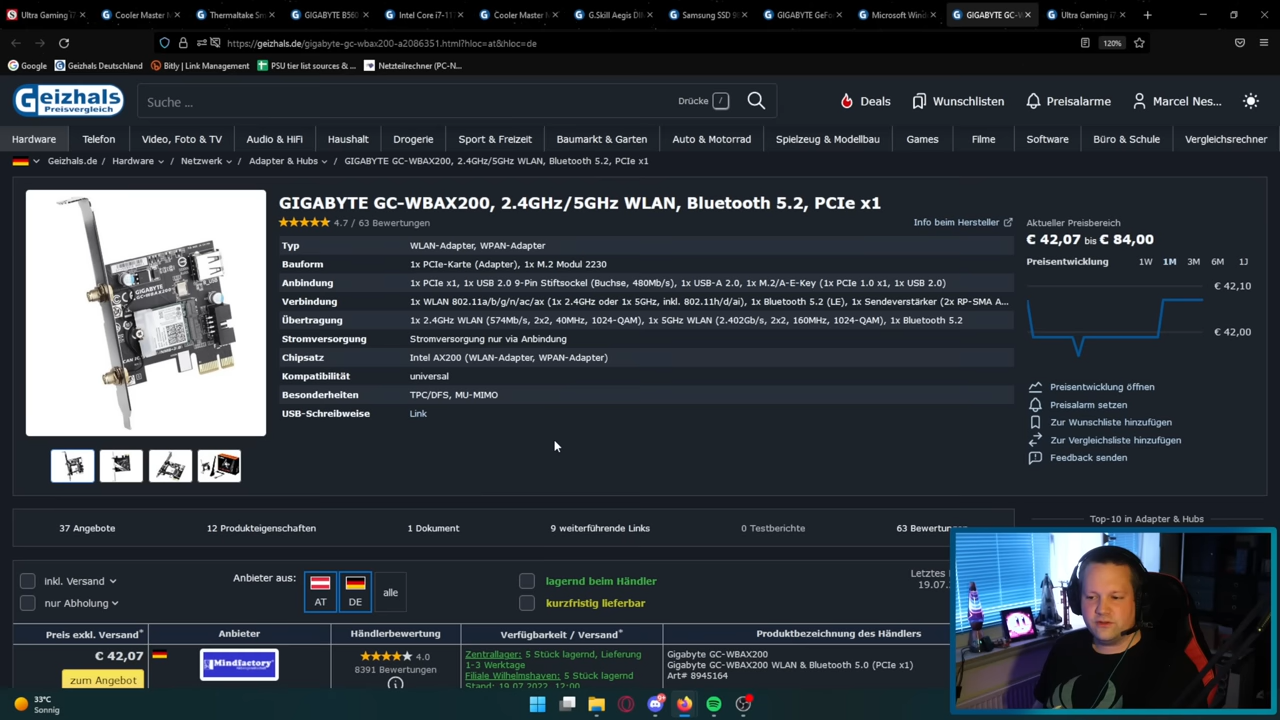 Ultra Gaming i7
Cooler Master M
Thermaltake Sm
GIGABYTE B560
Intel Core i7-11
Cooler Master M
G.Skill Aegis DI
Samsung SSD 98
GIGABYTE GeFo
Microsoft Wind
GIGABYTE GC-W
Ultra Gaming i7
https://geizhals.de/gigabyte-gc-wbax200-a2086351.html?hloc=at&hloc=de
120%
Google
Geizhals Deutschland
Bitly | Link Management
PSU tier list sources & ...
Netzteilrechner (PC-N...
Geizhals
Preisvergleich
Suche ...
Drücke /
Deals
Wunschlisten
Preisalarme
Marcel Nes...
Hardware
Telefon
Video, Foto & TV
Audio & HiFi
Haushalt
Drogerie
Sport & Freizeit
Baumarkt & Garten
Auto & Motorrad
Spielzeug & Modellbau
Games
Filme
Software
Büro & Schule
Vergleichsrechner
Geizhals.de / Hardware / Netzwerk / Adapter & Hubs / GIGABYTE GC-WBAX200, 2.4GHz/5GHz WLAN, Bluetooth 5.2, PCIe x1
GIGABYTE GC-WBAX200, 2.4GHz/5GHz WLAN, Bluetooth 5.2, PCIe x1
4.7 / 63 Bewertungen
Info beim Hersteller
Typ WLAN-Adapter, WPAN-Adapter
Bauform 1x PCIe-Karte (Adapter), 1x M.2 Modul 2230
Anbindung 1x PCIe x1, 1x USB 2.0 9-Pin Stiftsockel (Buchse, 480Mb/s), 1x USB-A 2.0, 1x M.2/A-E-Key (1x PCIe 1.0 x1, 1x USB 2.0)
Verbindung 1x WLAN 802.11a/b/g/n/ac/ax (1x 2.4GHz oder 1x 5GHz, inkl. 802.11h/d/ai), 1x Bluetooth 5.2 (LE), 1x Sendeverstärker (2x RP-SMA A...
Übertragung 1x 2.4GHz WLAN (574Mb/s, 2x2, 40MHz, 1024-QAM), 1x 5GHz WLAN (2.402Gb/s, 2x2, 160MHz, 1024-QAM), 1x Bluetooth 5.2
Stromversorgung Stromversorgung nur via Anbindung
Chipsatz Intel AX200 (WLAN-Adapter, WPAN-Adapter)
Kompatibilität universal
Besonderheiten TPC/DFS, MU-MIMO
USB-Schreibweise Link
Aktueller Preisbereich
€ 42,07 bis € 84,00
Preisentwicklung 1W 1M 3M 6M 1J
€ 42,10
€ 42,00
Preisentwicklung öffnen
Preisalarm setzen
Zur Wunschliste hinzufügen
Zur Vergleichsliste hinzufügen
Feedback senden
37 Angebote
12 Produkteigenschaften
1 Dokument
9 weiterführende Links
0 Testberichte
63 Bewertungen
Top-10 in Adapter & Hubs
inkl. Versand
nur Abholung
Anbieter aus:
AT
DE
alle
lagernd beim Händler
kurzfristig lieferbar
Letztes
19.07.
Preis exkl. Versand*
Anbieter
Händlerbewertung
Verfügbarkeit / Versand*
Produktbezeichnung des Händlers
€ 42,07
zum Angebot
Mindfactory
4.0
8391 Bewertungen
Zentrallager: 5 Stück lagernd, Lieferung
1-3 Werktage
Filiale Wilhelmshaven: 5 Stück
lagernd
Stand: 19.07.2022, 12:00
Gigabyte GC-WBAX200
Gigabyte GC-WBAX200 WLAN & Bluetooth 5.0 (PCIe x1)
Art# 8945164
33°C
Sonnig